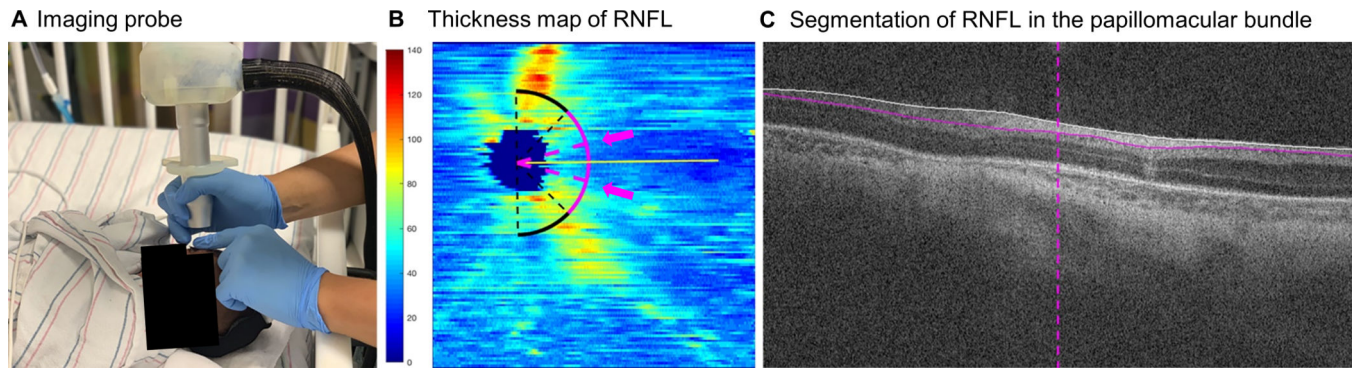 A Imaging probe
B Thickness map of RNFL
C Segmentation of RNFL in the papillomacular bundle
140
120
100
80
60
40
20
0